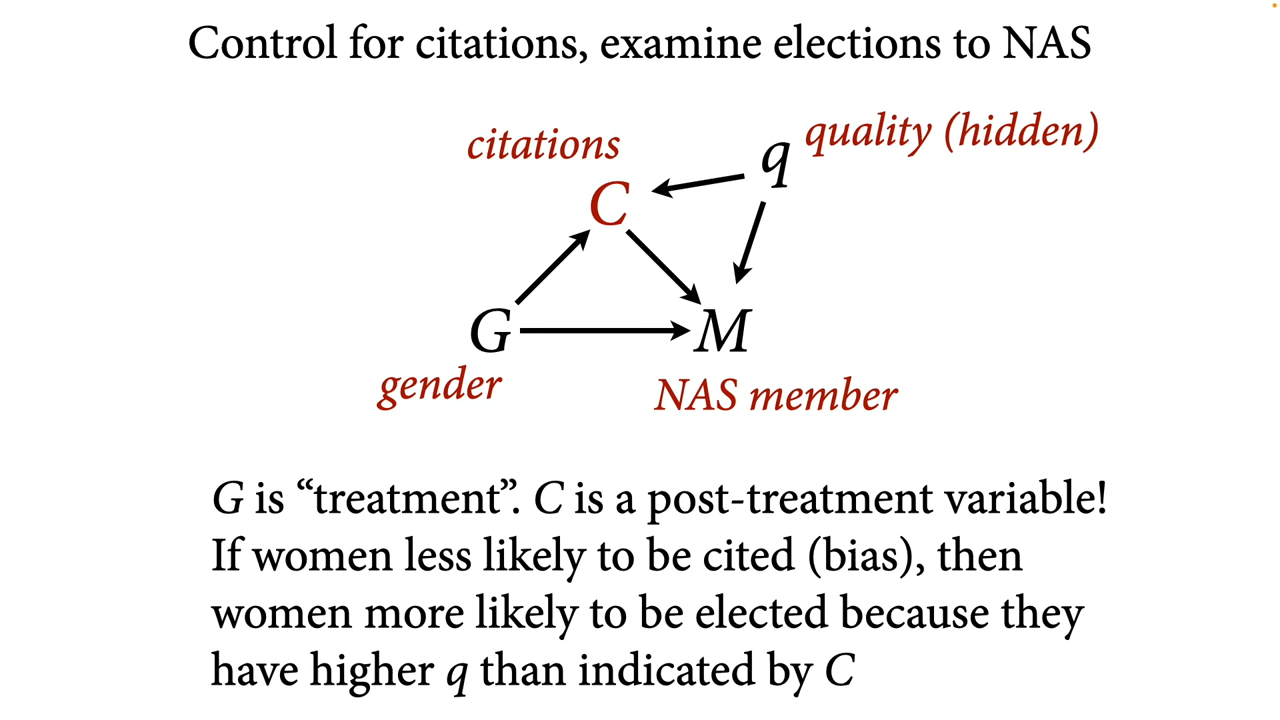 Control for citations, examine elections to NAS
citations
q quality (hidden)
C
G
M
gender
NAS member
G is “treatment”. C is a post-treatment variable!
If women less likely to be cited (bias), then
women more likely to be elected because they
have higher q than indicated by C